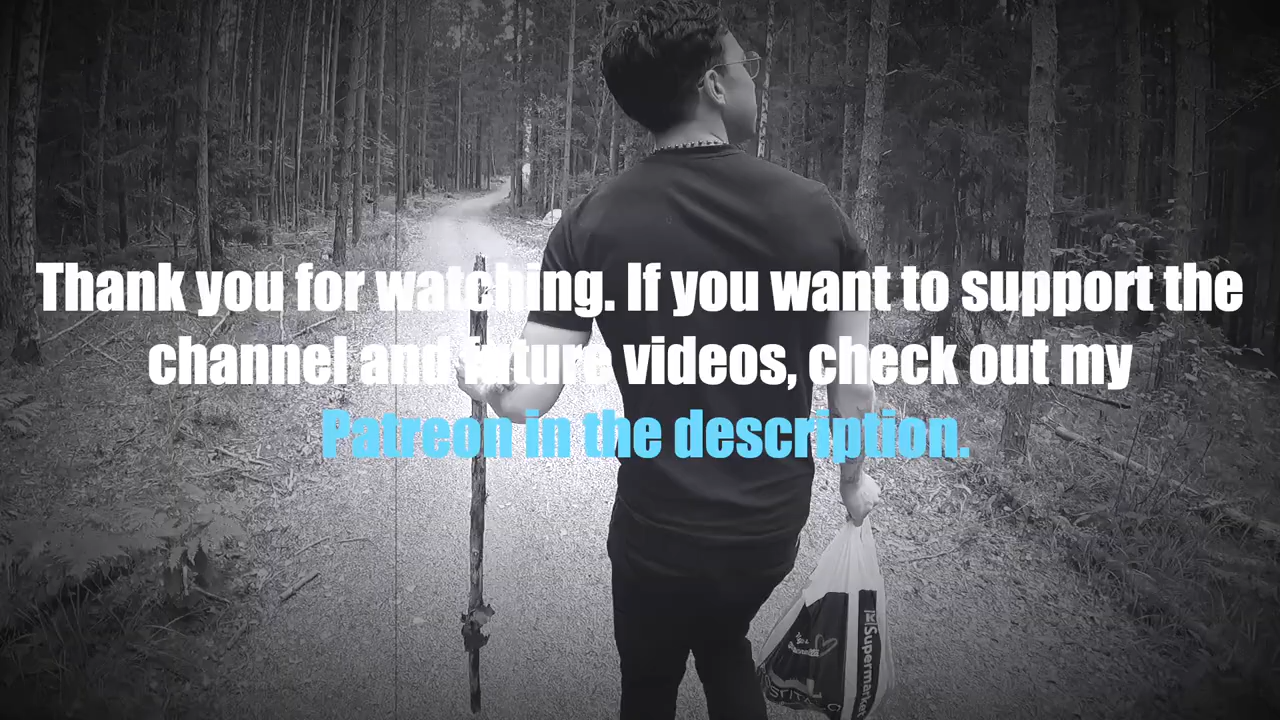 Thank you for watching. If you want to support the
channel and future videos, check out my
Patreon in the description.
K Supermarket